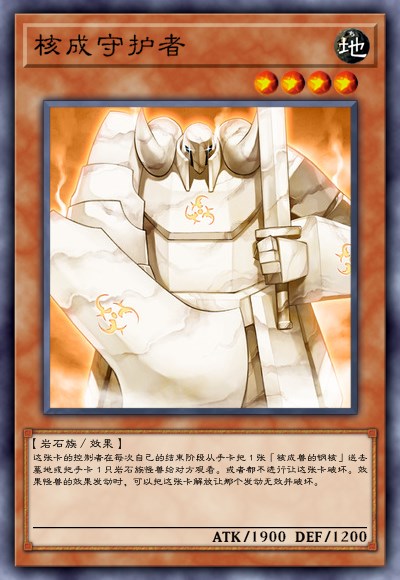 核成守护者
地
【岩石族／效果】
这张卡的控制者在每次自己的结束阶段从手卡把1张「核成兽的钢核」送去
墓地或把手卡1只岩石族怪兽给对方观看。或者都不进行让这张卡破坏。效
果怪兽的效果发动时，可以把这张卡解放让那个发动无效并破坏。
ATK/1900 DEF/1200